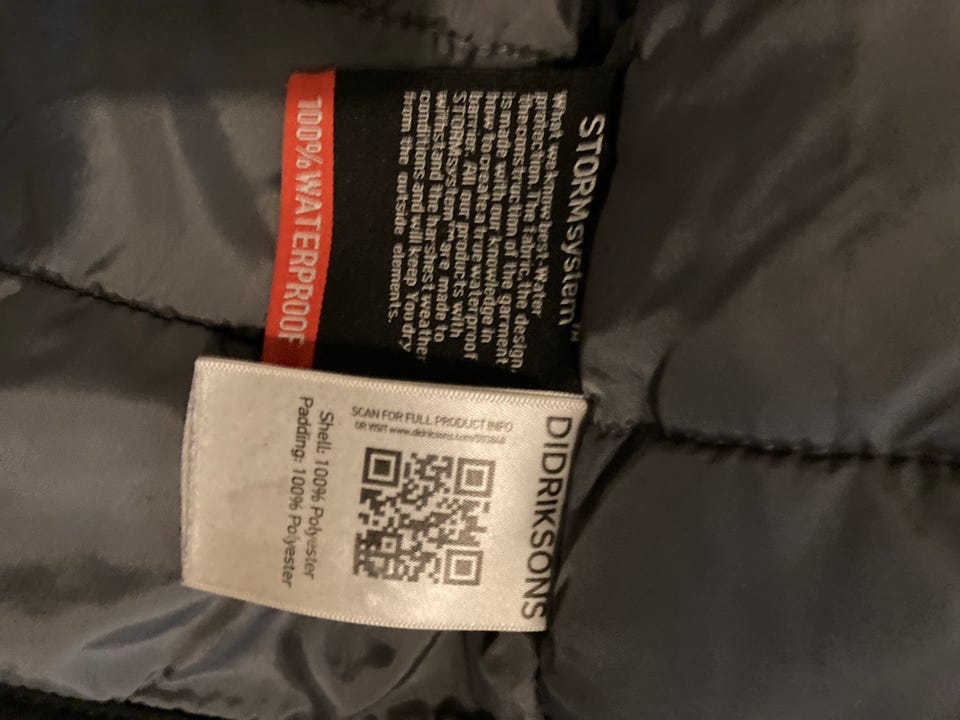 STORMsystem™
What we know best-Water
protection. The fabric, the design,
the construction of the garment
is made with our knowledge in
how to create a true waterproof
barrier. All our products with
STORMsystem™ are made to
withstand the harshest weather
conditions and will keep You dry
from the outside elements.
100% WATERPROOF
DIDRIKSONS
SCAN FOR FULL PRODUCT INFO
OR VISIT
Shell: 100% Polyester
Padding: 100% Polyester